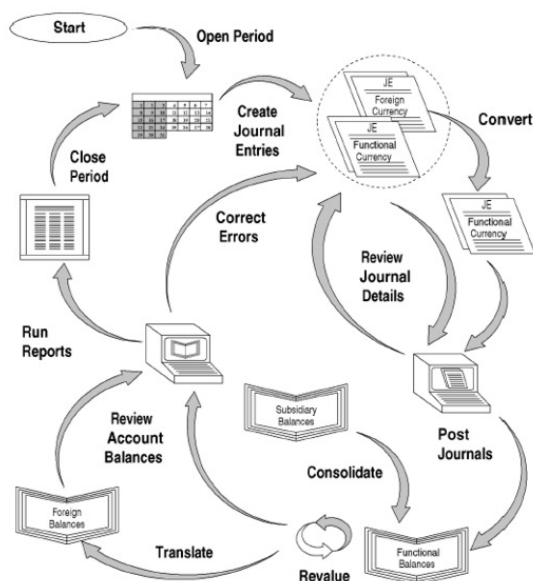 Start
Open Period
Create
Journal
Entries
JE
Foreign
Currency
JE
Functional
Currency
Convert
JE
Functional
Currency
Close
Period
Correct
Errors
Review
Journal
Details
Run
Reports
Review
Account
Balances
Subsidiary
Balances
Post
Journals
Consolidate
Foreign
Balances
Translate
Revalue
Functional
Balances